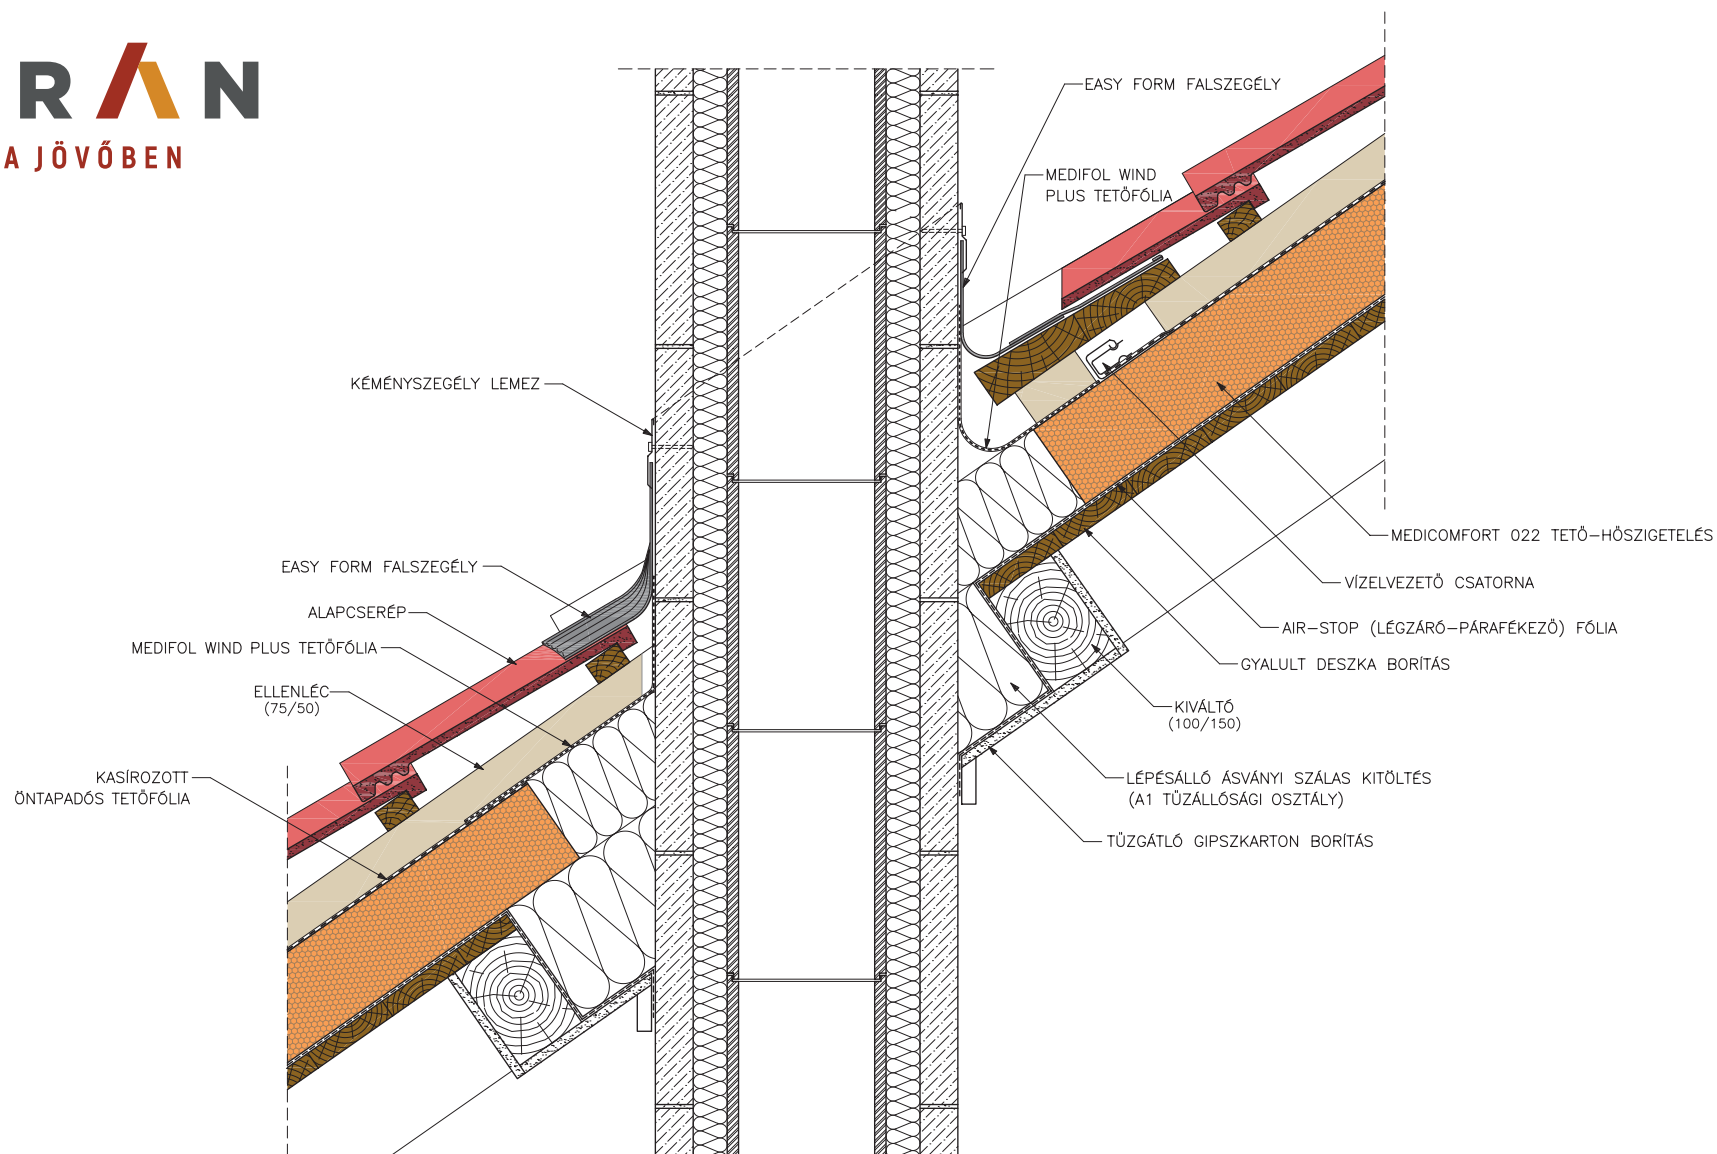 RAN
A JÖVŐBEN
EASY FORM FALSZEGÉLY
MEDIFOL WIND
PLUS TETŐFÓLIA
KÉMÉNYSZEGÉLY LEMEZ
EASY FORM FALSZEGÉLY
ALAPCSERÉP
MEDIFOL WIND PLUS TETŐFÓLIA
ELLENLÉC
(75/50)
KASÍROZOTT
ÖNTAPADÓS TETŐFÓLIA
MEDICOMFORT 022 TETŐ-HŐSZIGETELÉS
VÍZELVEZETŐ CSATORNA
AIR-STOP (LÉGZÁRÓ-PÁRAFÉKEZŐ) FÓLIA
GYALULT DESZKA BORÍTÁS
KIVÁLTÓ
(100/150)
LÉPÉSÁLLÓ ÁSVÁNYI SZÁLAS KITÖLTÉS
(A1 TŰZÁLLÓSÁGI OSZTÁLY)
TŰZGÁTLÓ GIPSZKARTON BORÍTÁS